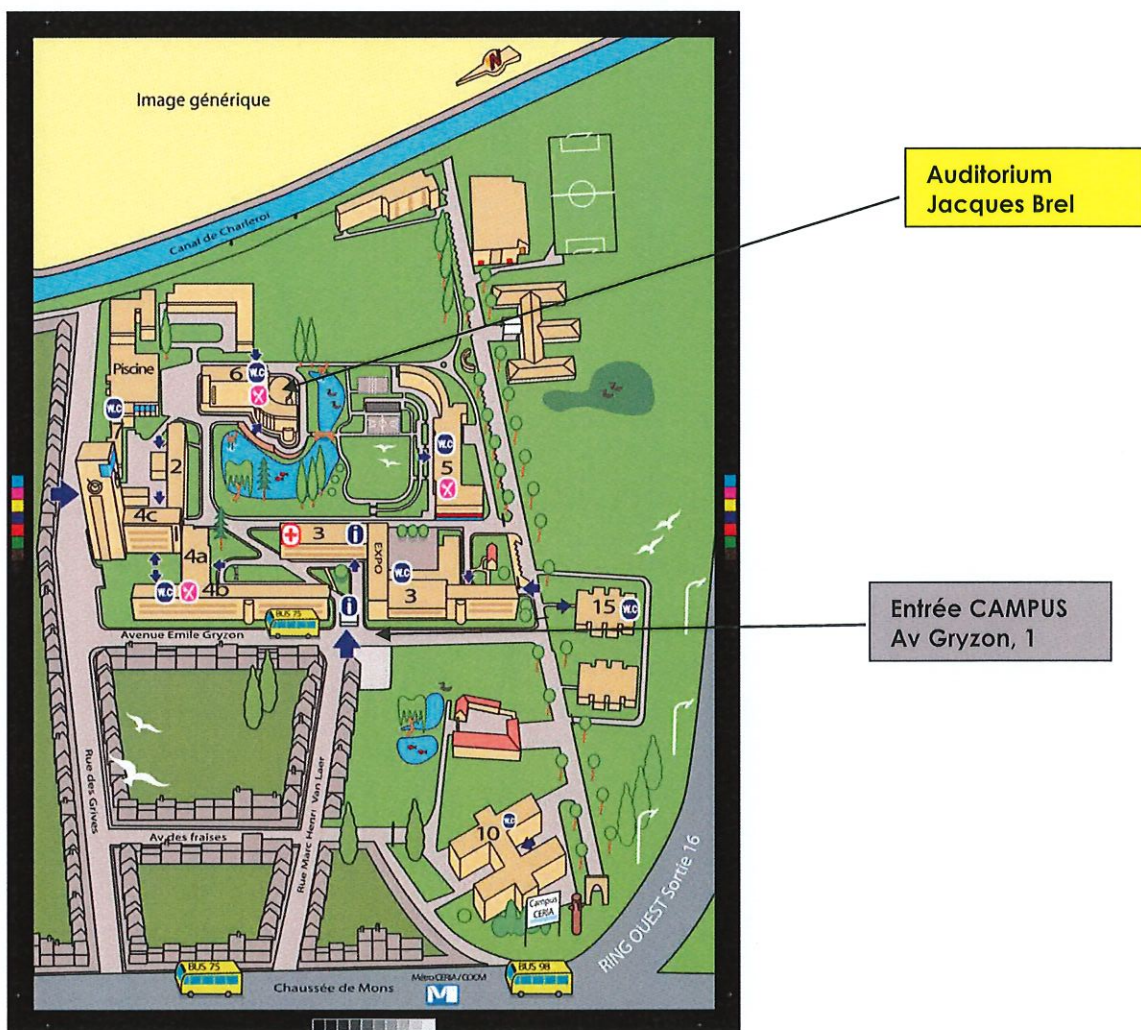 N
Image générique
Canal de Charleroi
Auditorium
Jacques Brel
Piscine
6
W.C
W.C
2
W.C
5
4c
3
i
EXPO
4a
W.C
3
W.C
4b
i
15
W.C
BUS 75
Avenue Emile Gryzon
Entrée CAMPUS
Av Gryzon, 1
Rue des Grives
Rue Marc Henri Van Laer
Av des fraises
10
W.C
Campus
CERIA
RING OUEST Sortie 16
BUS 75
Métro CERIA / COOVI
M
BUS 98
Chaussée de Mons